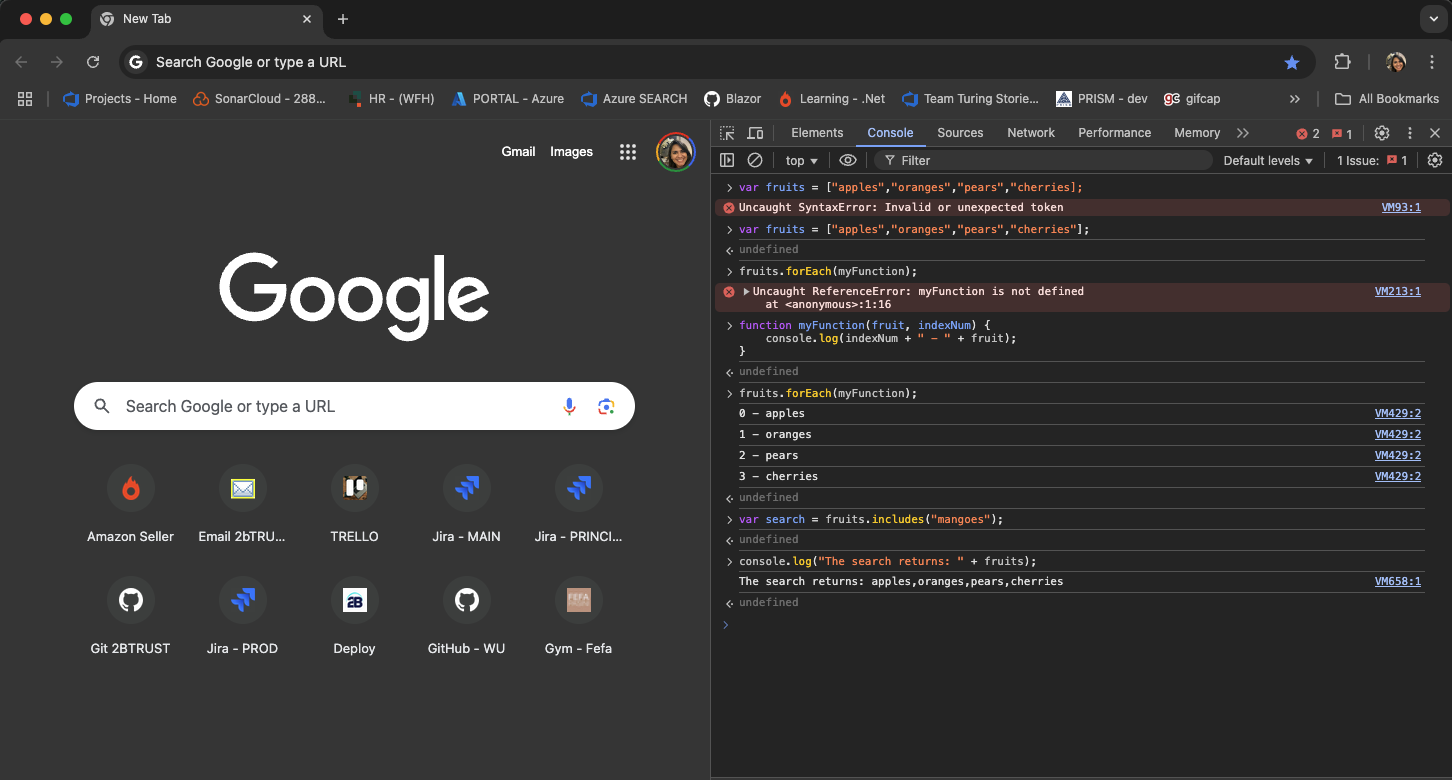 New Tab
Search Google or type a URL
Projects - Home
SonarCloud - 288...
HR - (WFH)
PORTAL - Azure
Azure SEARCH
Blazor
Learning - .Net
Team Turing Storie...
PRISM - dev
gc gifcap
All Bookmarks
Gmail Images
Google
Search Google or type a URL
Amazon Seller
Email 2bTRU...
TRELLO
Jira - MAIN
Jira - PRINCI...
Git 2BTRUST
Jira - PROD
2B
Deploy
GitHub - WU
FEFA
Gym - Fefa
Elements Console Sources Network Performance Memory 2 1
top Filter Default levels 1 Issue: 1
var fruits = ["apples","oranges","pears","cherries];
Uncaught SyntaxError: Invalid or unexpected token VM93:1
var fruits = ["apples","oranges","pears","cherries"];
undefined
fruits.forEach(myFunction);
Uncaught ReferenceError: myFunction is not defined VM213:1
at <anonymous>:1:16
function myFunction(fruit, indexNum) {
console.log(indexNum + " - " + fruit);
}
undefined
fruits.forEach(myFunction);
0 - apples VM429:2
1 - oranges VM429:2
2 - pears VM429:2
3 - cherries VM429:2
undefined
var search = fruits.includes("mangoes");
undefined
console.log("The search returns: " + fruits);
The search returns: apples,oranges,pears,cherries VM658:1
undefined